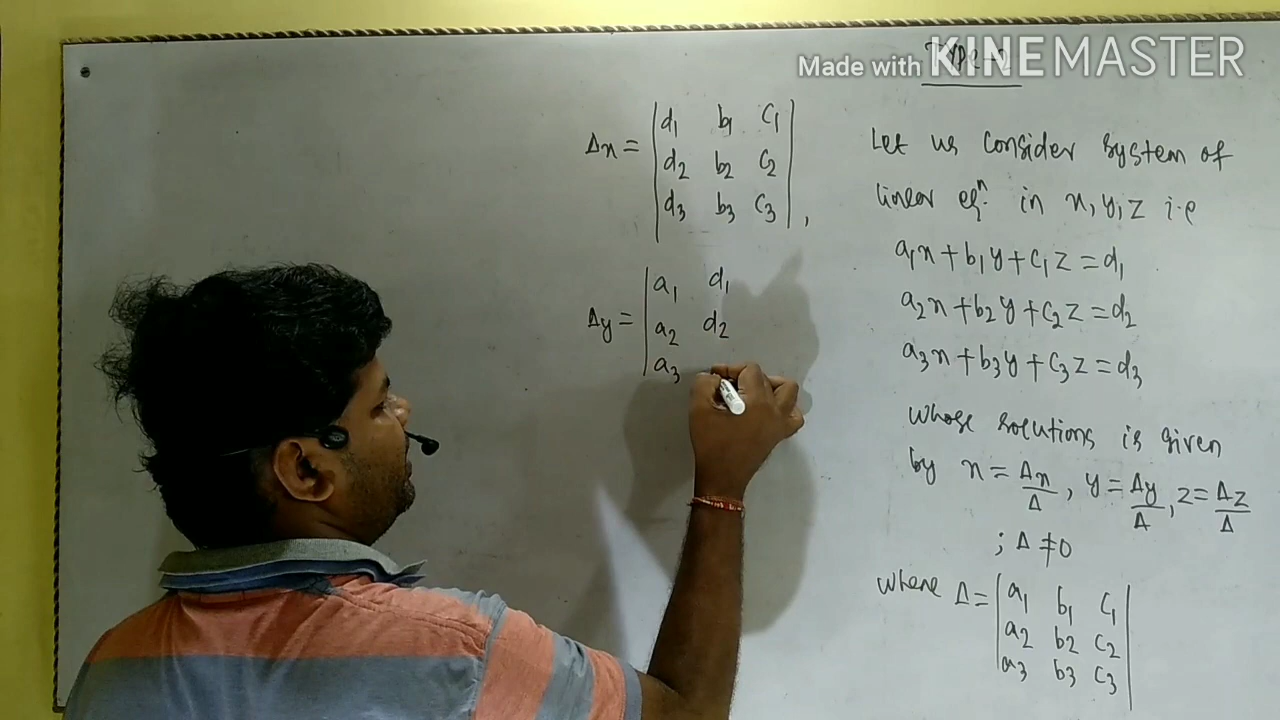 Made with KINEMASTER
Let us consider system of
linear eqⁿ. in x, y, z i.e
a₁x + b₁y + c₁z = d₁
a₂x + b₂y + c₂z = d₂
a₃x + b₃y + c₃z = d₃
whose solutions is given
by x = Δx/Δ, y = Δy/Δ, z = Δz/Δ
; Δ ≠ 0
where Δ = | a₁ b₁ c₁ |
| a₂ b₂ c₂ |
| a₃ b₃ c₃ |
Δx = | d₁ b₁ c₁ |
| d₂ b₂ c₂ |
| d₃ b₃ c₃ | ,
Δy = | a₁ d₁
| a₂ d₂
| a₃